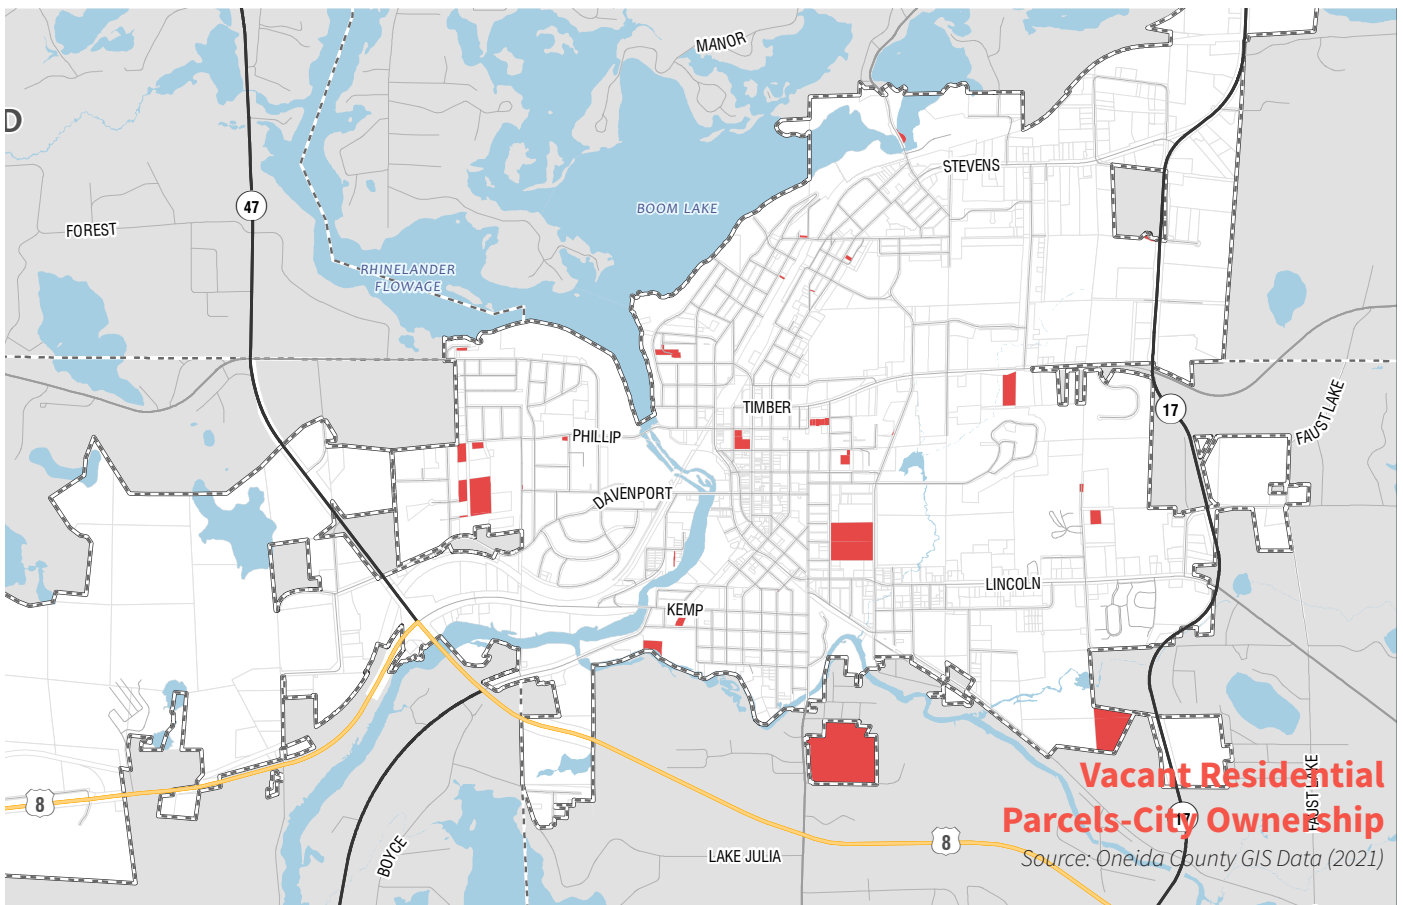 MANOR
D
STEVENS
47
BOOM LAKE
FOREST
RHINELANDER
FLOWAGE
TIMBER
17
FAUST LAKE
PHILLIP
DAVENPORT
LINCOLN
KEMP
Vacant Residential
FAUST LAKE
8
17
Parcels-City Ownership
8
BOYCE
LAKE JULIA
Source: Oneida County GIS Data (2021)